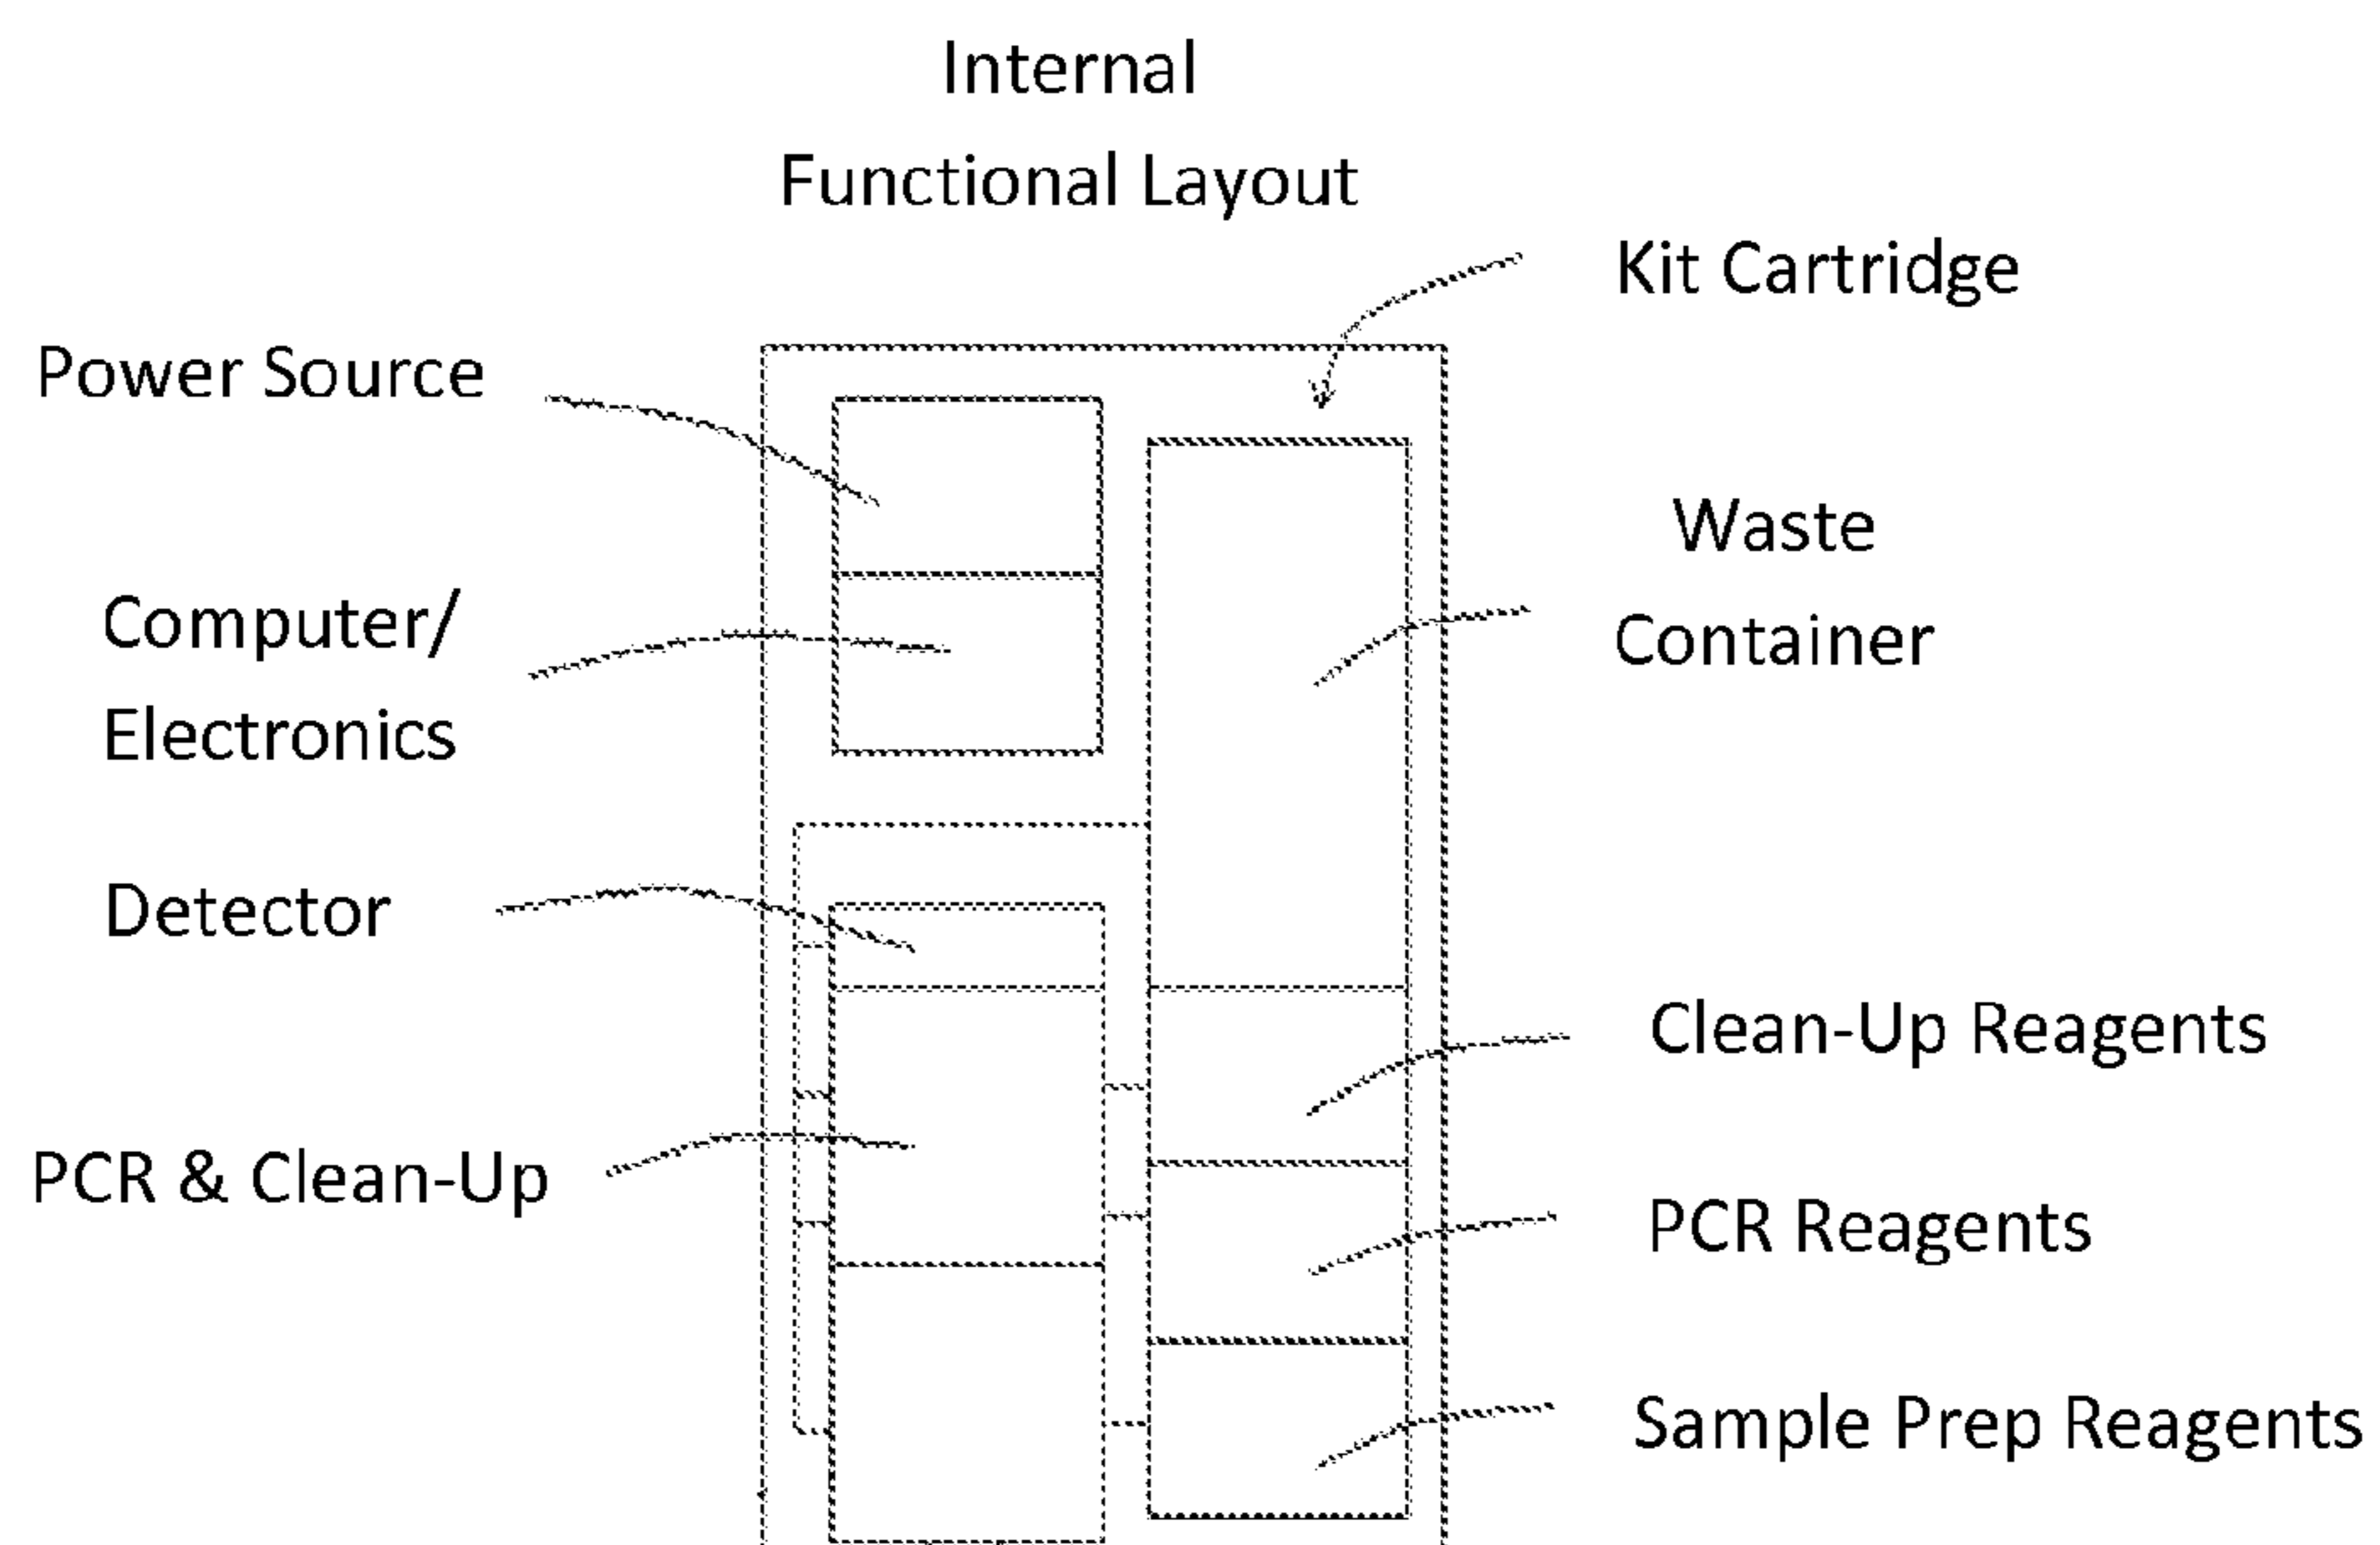 Internal
Functional Layout
Kit Cartridge
Power Source
Waste
Container
Computer/
Electronics
Detector
Clean-Up Reagents
PCR & Clean-Up
PCR Reagents
Sample Prep Reagents